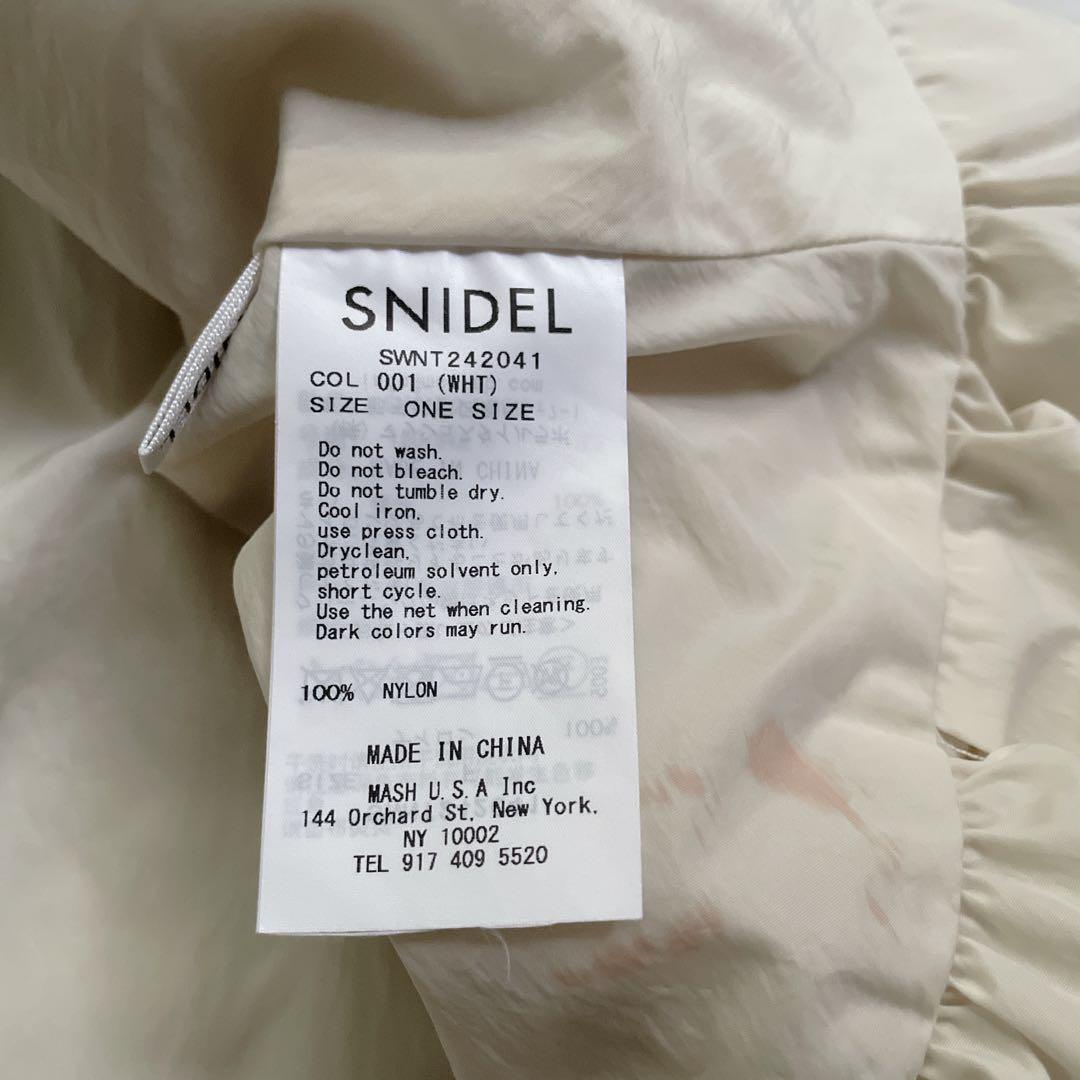 SNIDEL
SWNT242041
COL 001 (WHT)
SIZE ONE SIZE
Do not wash.
Do not bleach.
Do not tumble dry.
Cool iron,
use press cloth.
Dryclean,
petroleum solvent only,
short cycle.
Use the net when cleaning.
Dark colors may run.
100% NYLON
MADE IN CHINA
MASH U.S.A Inc
144 Orchard St, New York,
NY 10002
TEL 917 409 5520